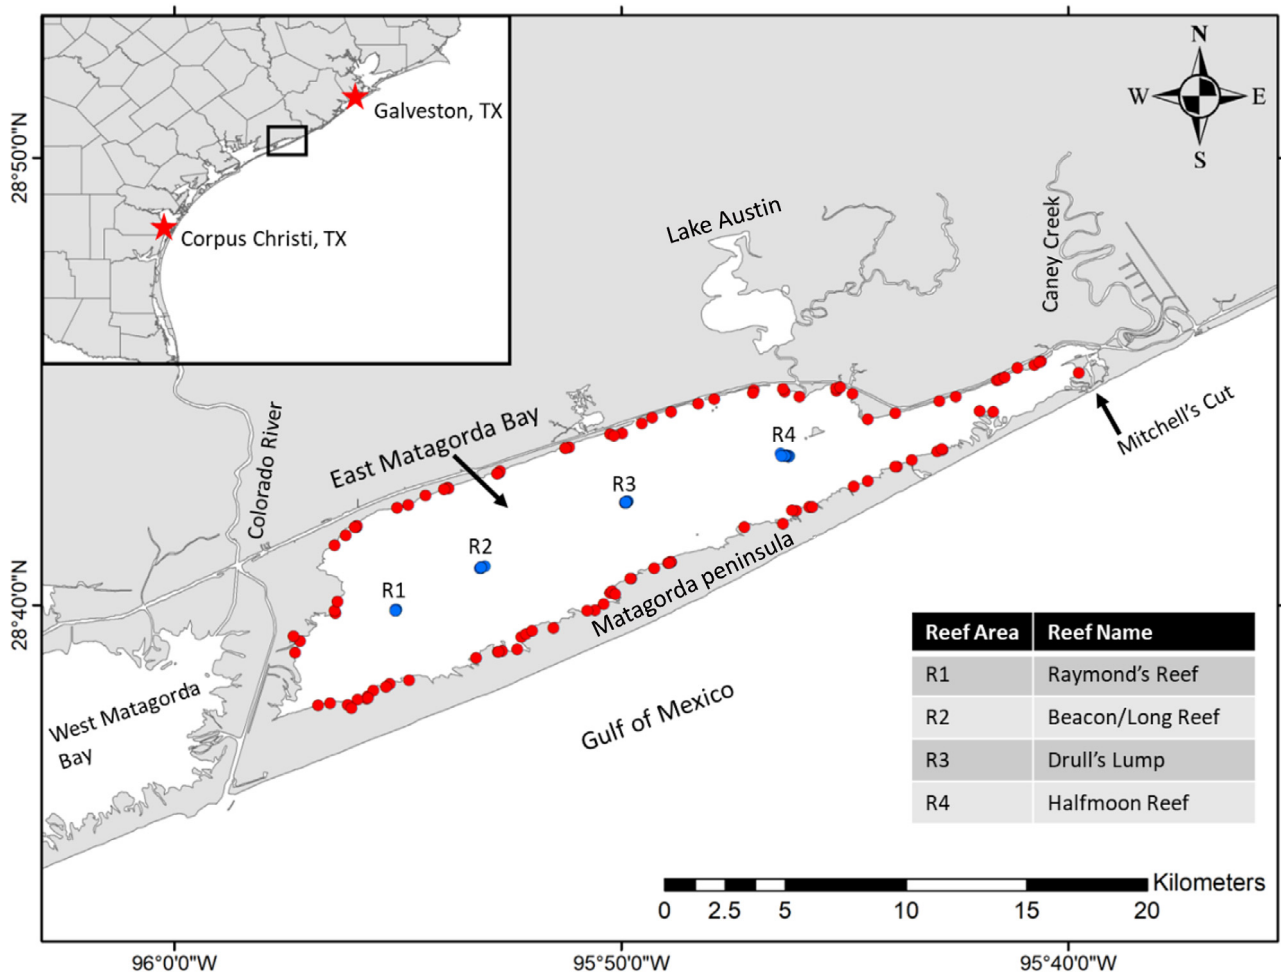 N
W E
S
Galveston, TX
Corpus Christi, TX
28°50'0"N
28°40'0"N
Lake Austin
Caney Creek
Mitchell's Cut
East Matagorda Bay
Colorado River
R4
R3
R2
R1
Matagorda peninsula
West Matagorda
Bay
Gulf of Mexico
Reef Area Reef Name
R1 Raymond's Reef
R2 Beacon/Long Reef
R3 Drull's Lump
R4 Halfmoon Reef
Kilometers
0 2.5 5 10 15 20
96°0'0"W 95°50'0"W 95°40'0"W